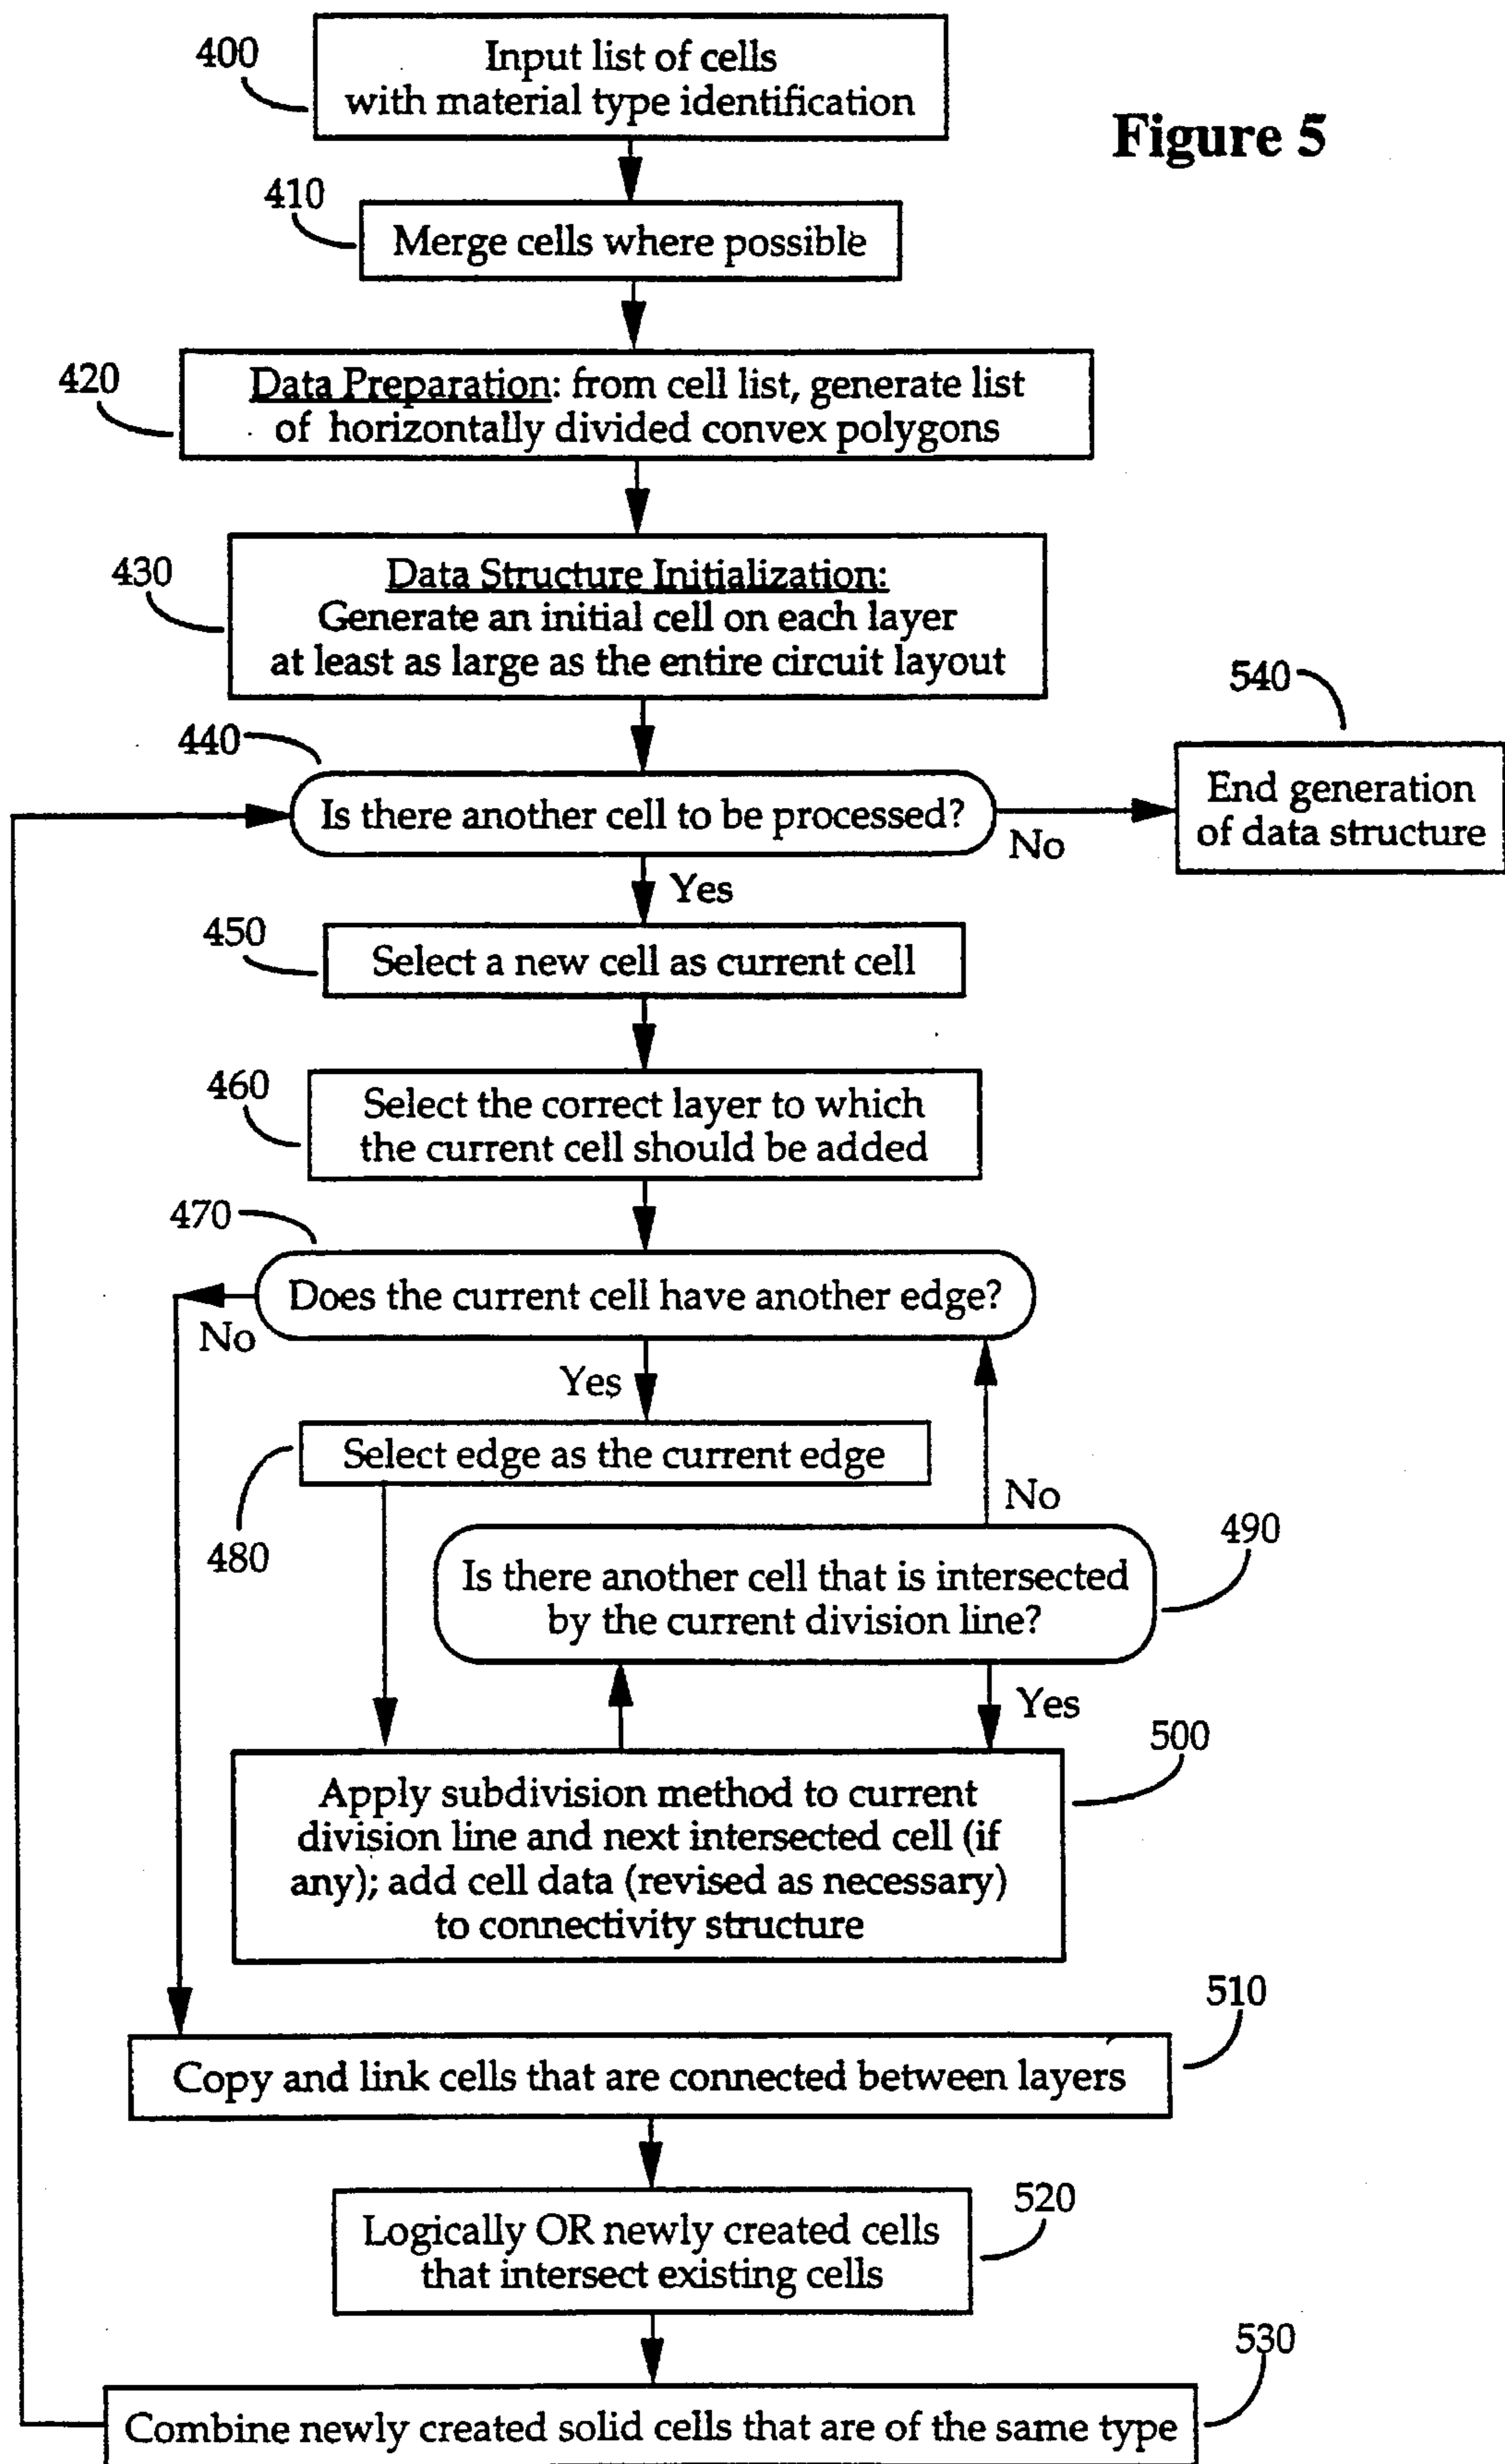 400
Input list of cells
with material type identification
Figure 5
410
Merge cells where possible
420
Data Preparation: from cell list, generate list
of horizontally divided convex polygons
430
Data Structure Initialization:
Generate an initial cell on each layer
at least as large as the entire circuit layout
540
End generation
of data structure
440
Is there another cell to be processed?
No
Yes
450
Select a new cell as current cell
460
Select the correct layer to which
the current cell should be added
470
Does the current cell have another edge?
No
Yes
480
Select edge as the current edge
No
490
Is there another cell that is intersected
by the current division line?
Yes
500
Apply subdivision method to current
division line and next intersected cell (if
any); add cell data (revised as necessary)
to connectivity structure
510
Copy and link cells that are connected between layers
520
Logically OR newly created cells
that intersect existing cells
530
Combine newly created solid cells that are of the same type